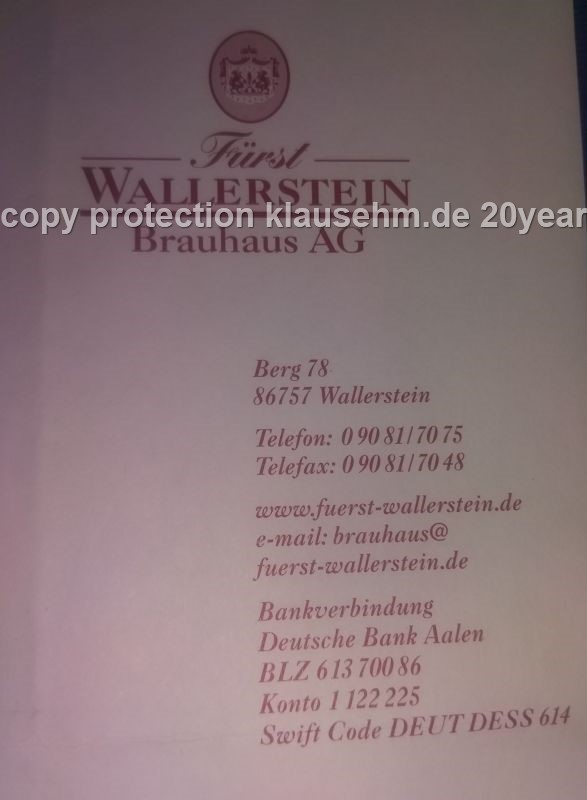 Fürst
WALLERSTEIN
copy protection klausehm.de 20year
Brauhaus AG
Berg 78
86757 Wallerstein
Telefon: 0 90 81/70 75
Telefax: 0 90 81/70 48
www.fuerst-wallerstein.de
e-mail: brauhaus@
fuerst-wallerstein.de
Bankverbindung
Deutsche Bank Aalen
BLZ 613 700 86
Konto 1 122 225
Swift Code DEUT DESS 614